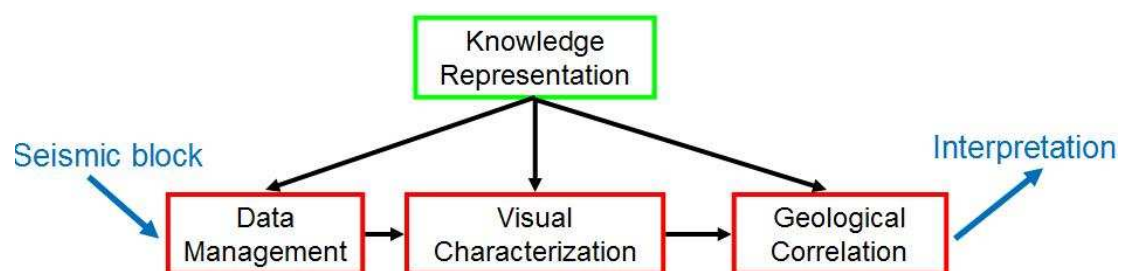 Knowledge
Representation
Seismic block
Interpretation
Data
Management
Visual
Characterization
Geological
Correlation